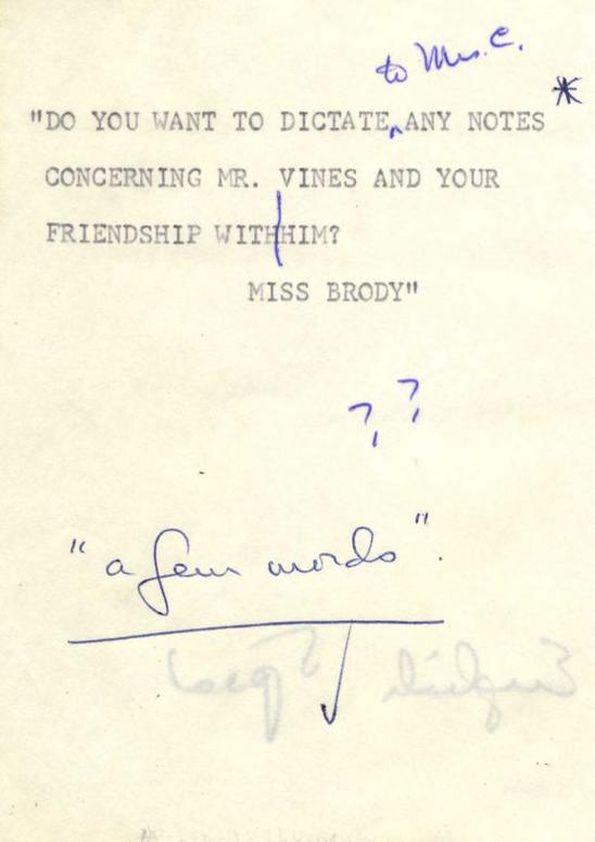 to Mrs. C.
*
"DO YOU WANT TO DICTATE ANY NOTES
CONCERNING MR. VINES AND YOUR
FRIENDSHIP WITHHIM?
MISS BRODY"
? ?
"a few words".